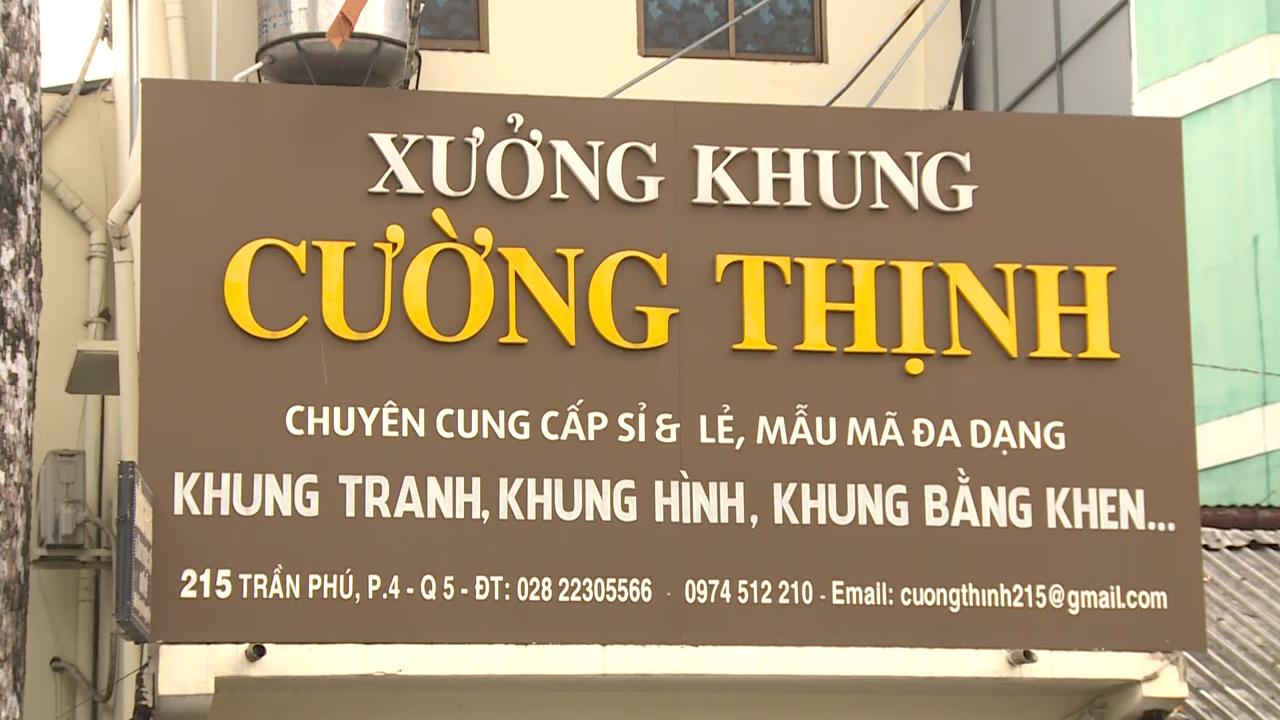 XƯỞNG KHUNG
CƯỜNG THỊNH
CHUYÊN CUNG CẤP SỈ & LẺ, MẪU MÃ ĐA DẠNG
KHUNG TRANH, KHUNG HÌNH, KHUNG BẰNG KHEN...
215 TRẦN PHÚ, P.4 - Q 5 - ĐT: 028 22305566 - 0974 512 210 - Email: cuongthınh215@gmail.com